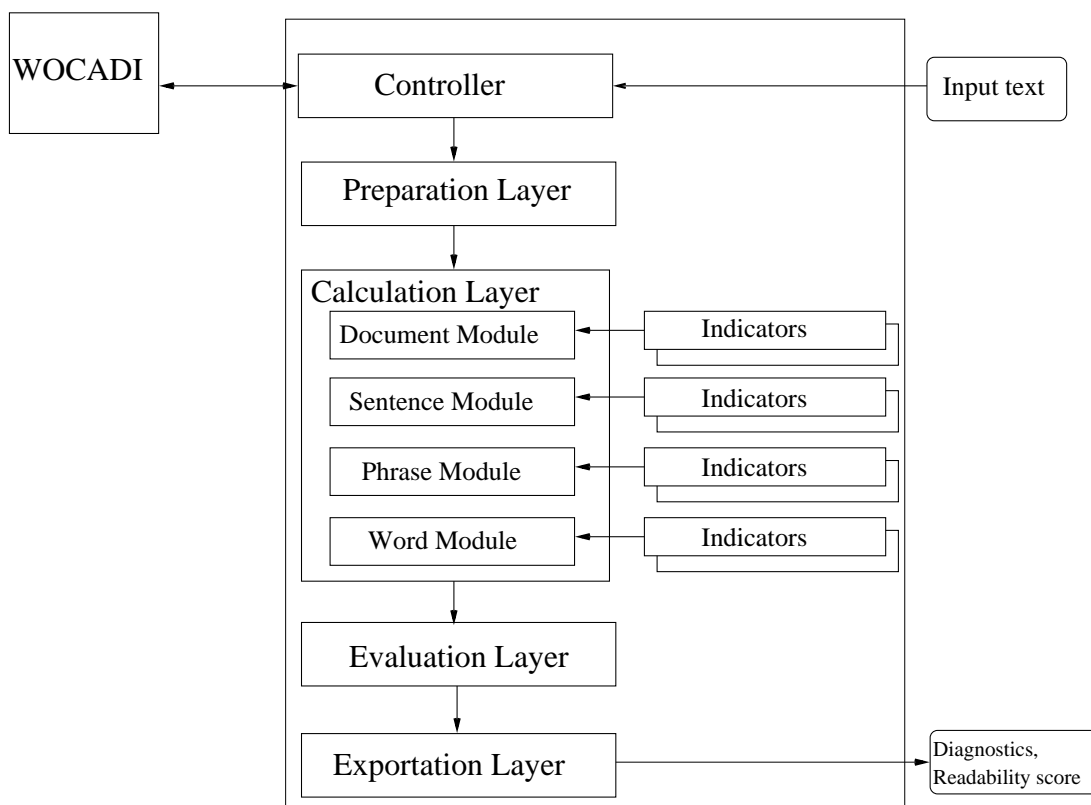 WOCADI
Controller
Input text
Preparation Layer
Calculation Layer
Document Module
Indicators
Sentence Module
Indicators
Phrase Module
Indicators
Word Module
Indicators
Evaluation Layer
Exportation Layer
Diagnostics,
Readability score